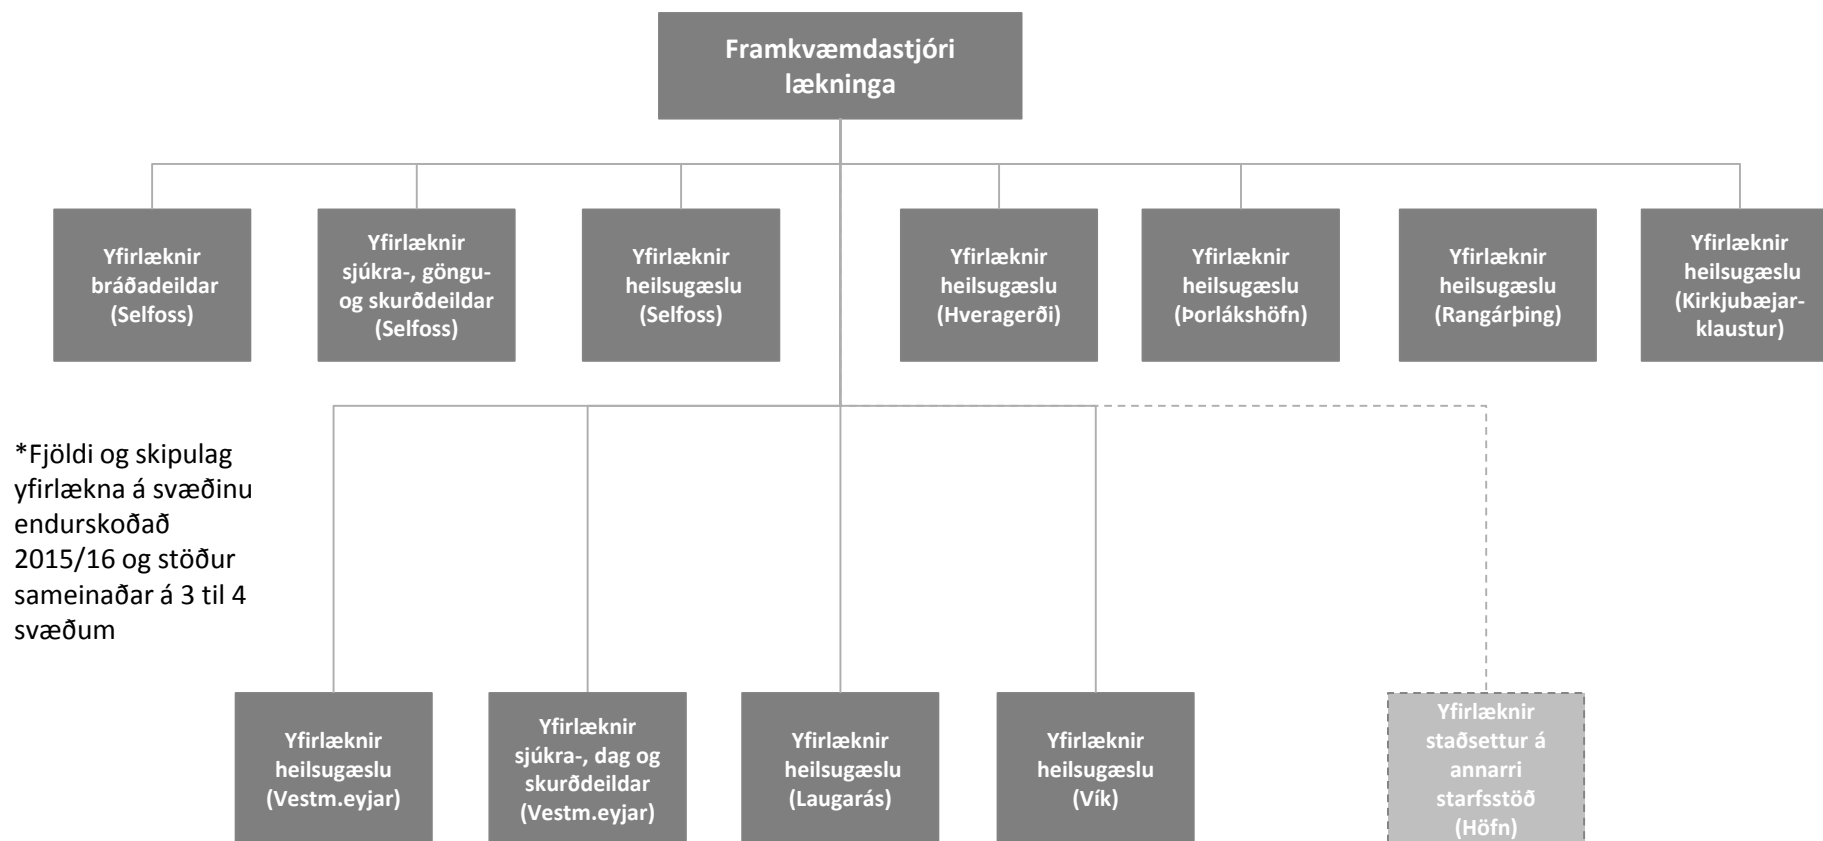 Framkvæmdastjóri
lækninga
Yfirlæknir
bráðadeildar
(Selfoss)
Yfirlæknir
sjúkra-, göngu-
og skurðdeildar
(Selfoss)
Yfirlæknir
heilsugæslu
(Selfoss)
Yfirlæknir
heilsugæslu
(Hveragerði)
Yfirlæknir
heilsugæslu
(Þorlákshöfn)
Yfirlæknir
heilsugæslu
(Rangárþing)
Yfirlæknir
heilsugæslu
(Kirkjubæjar-
klaustur)
*Fjöldi og skipulag
yfirlækna á svæðinu
endurskoðað
2015/16 og stöður
sameinaðar á 3 til 4
svæðum
Yfirlæknir
heilsugæslu
(Vestm.eyjar)
Yfirlæknir
sjúkra-, dag og
skurðdeildar
(Vestm.eyjar)
Yfirlæknir
heilsugæslu
(Laugarás)
Yfirlæknir
heilsugæslu
(Vík)
Yfirlæknir
staðsettur á
annarri
starfsstöð
(Höfn)